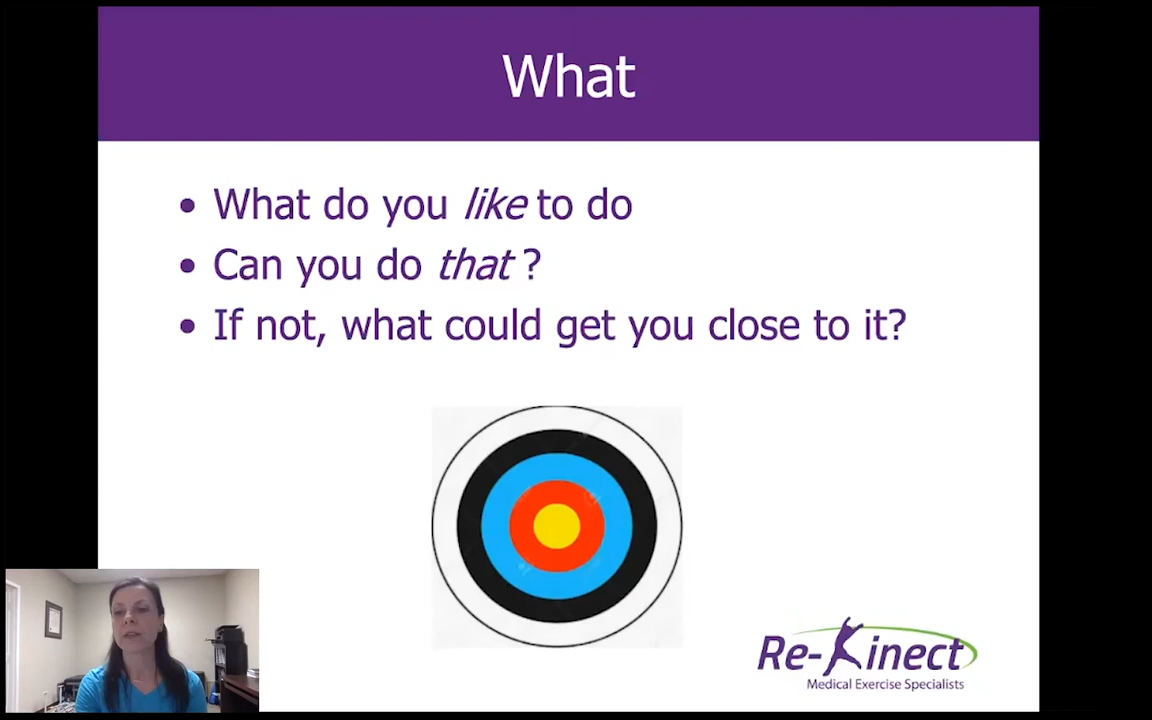 What
• What do you like to do
• Can you do that ?
• If not, what could get you close to it?
Re-Kinect
Medical Exercise Specialists